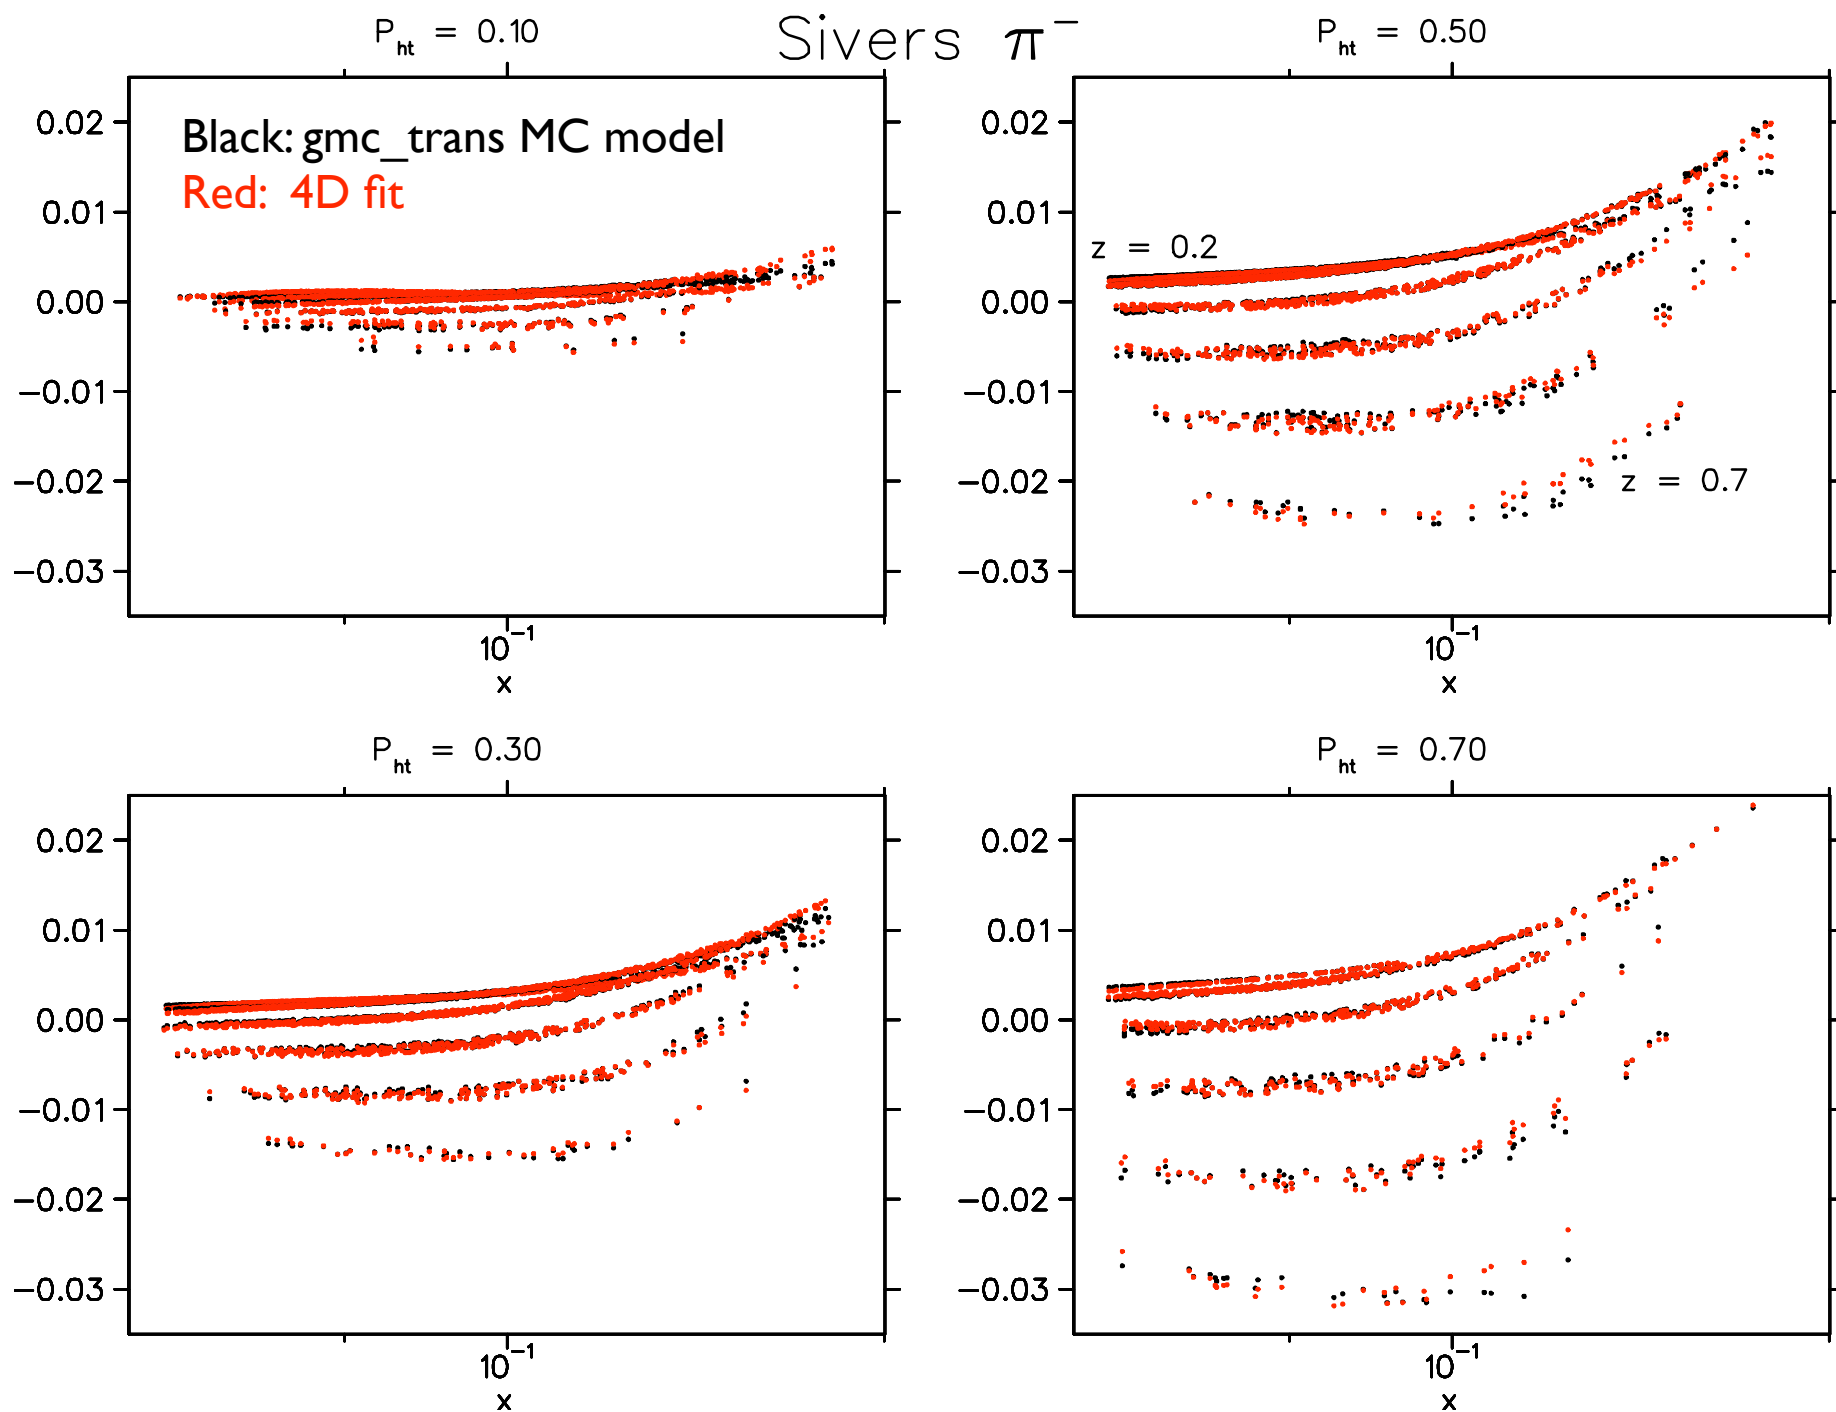 Sivers π⁻
P_ht = 0.10
Black: gmc_trans MC model
Red: 4D fit
0.02
0.01
0.00
−0.01
−0.02
−0.03
10⁻¹
x
P_ht = 0.50
z = 0.2
z = 0.7
0.02
0.01
0.00
−0.01
−0.02
−0.03
10⁻¹
x
P_ht = 0.30
0.02
0.01
0.00
−0.01
−0.02
−0.03
10⁻¹
x
P_ht = 0.70
0.02
0.01
0.00
−0.01
−0.02
−0.03
10⁻¹
x